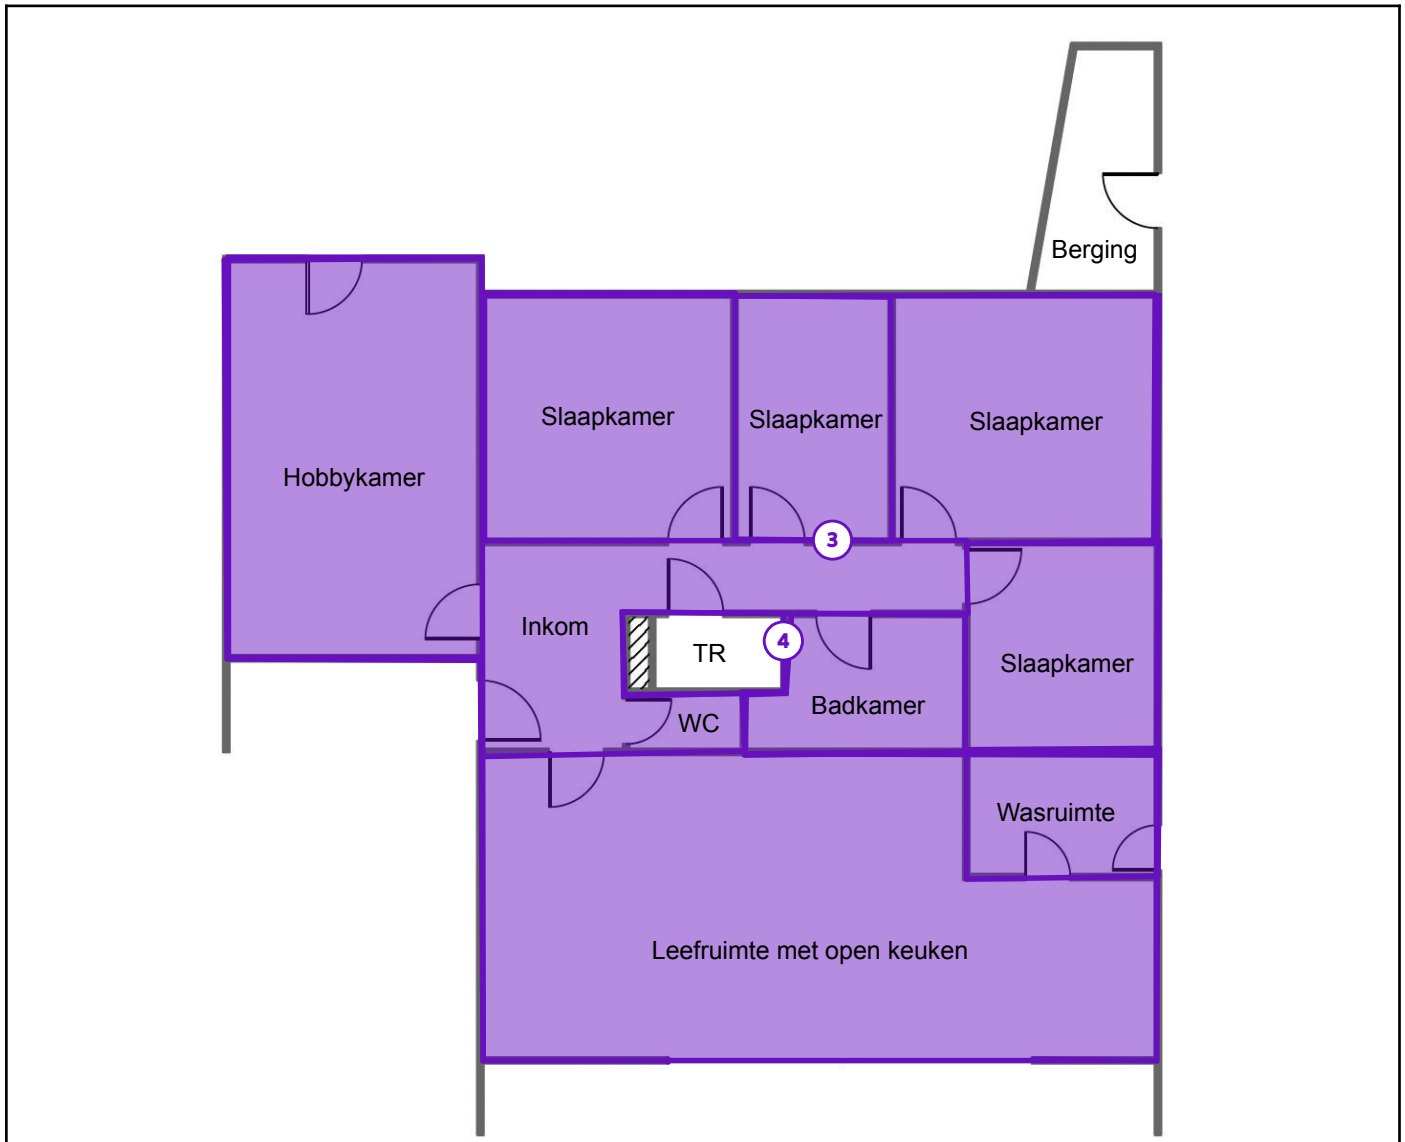 Berging
Slaapkamer
Slaapkamer
Slaapkamer
Hobbykamer
3
Inkom
4
TR
Slaapkamer
Badkamer
WC
Wasruimte
Leefruimte met open keuken